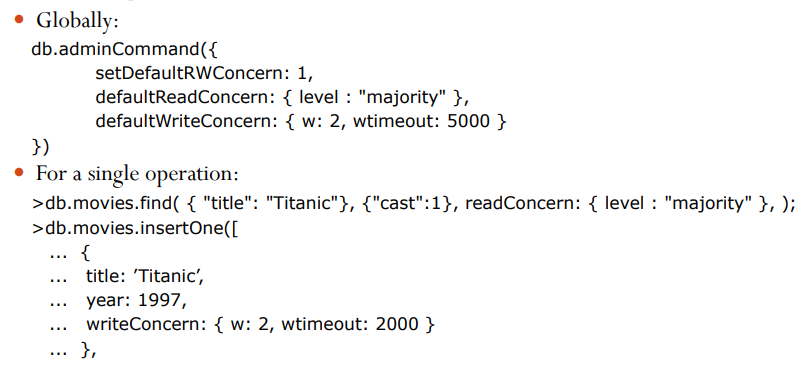 • Globally:
db.adminCommand({
setDefaultRWConcern: 1,
defaultReadConcern: { level : "majority" },
defaultWriteConcern: { w: 2, wtimeout: 5000 }
})
• For a single operation:
>db.movies.find( { "title": "Titanic"}, {"cast":1}, readConcern: { level : "majority" }, );
>db.movies.insertOne([
... {
... title: ’Titanic’,
... year: 1997,
... writeConcern: { w: 2, wtimeout: 2000 }
... },